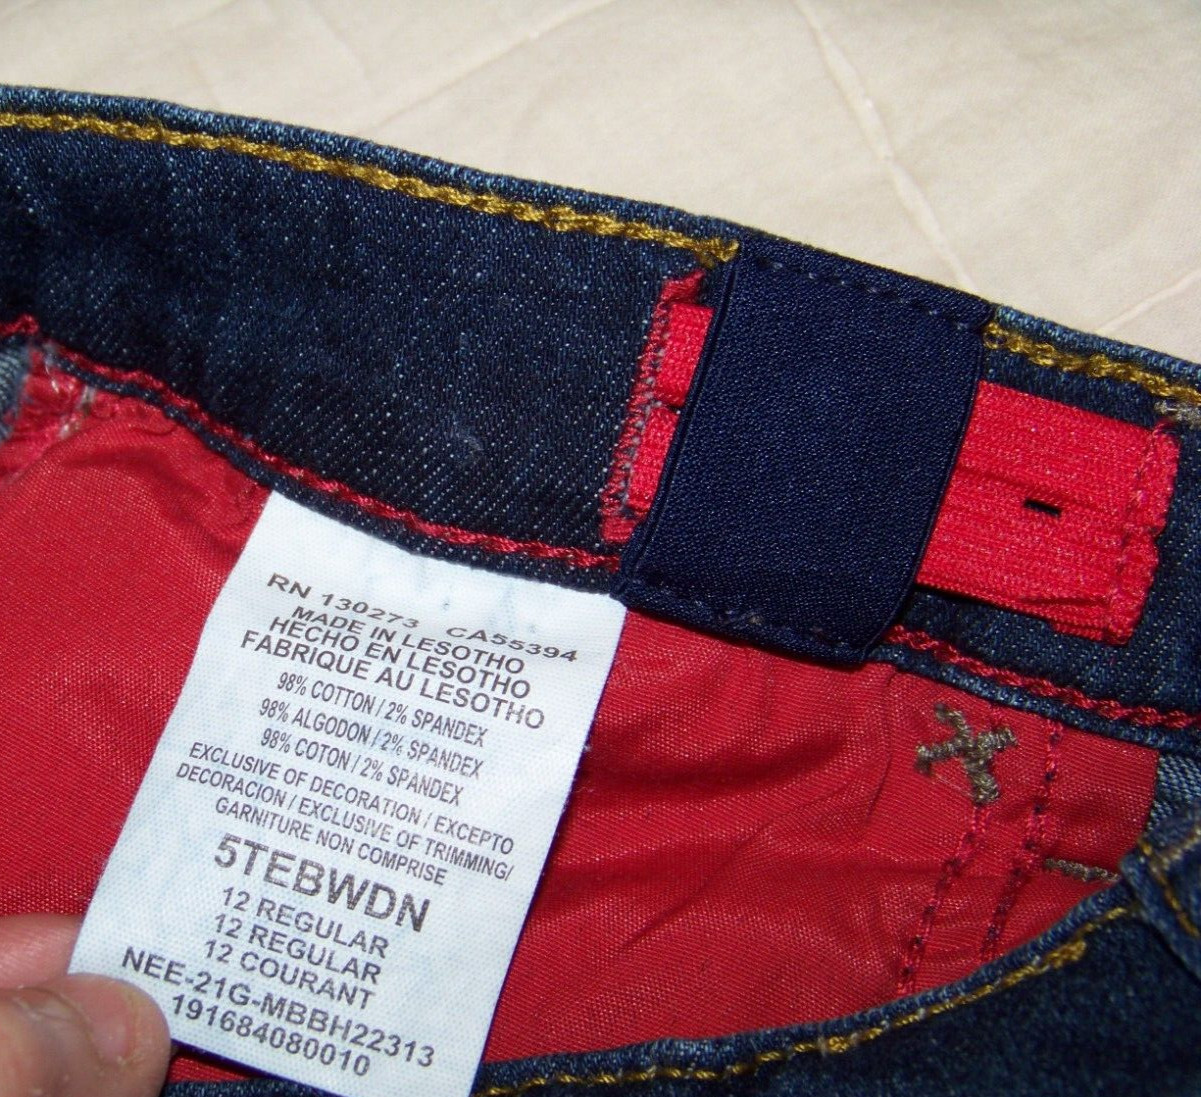 RN 130273 CA55394
MADE IN LESOTHO
HECHO EN LESOTHO
FABRIQUE AU LESOTHO
98% COTTON / 2% SPANDEX
98% ALGODON / 2% SPANDEX
98% COTON / 2% SPANDEX
EXCLUSIVE OF DECORATION / EXCEPTO
DECORACION / EXCLUSIVE OF TRIMMING/
GARNITURE NON COMPRISE
5TEBWDN
12 REGULAR
12 REGULAR
12 COURANT
NEE-21G-MBBH22313
191684080010